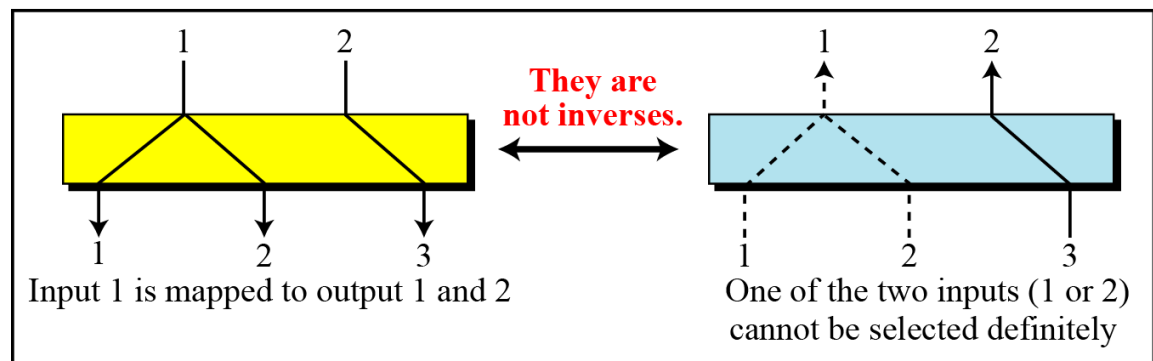 1 2
1 2
They are
not inverses.
1 2 3
1 2 3
Input 1 is mapped to output 1 and 2
One of the two inputs (1 or 2)
cannot be selected definitely